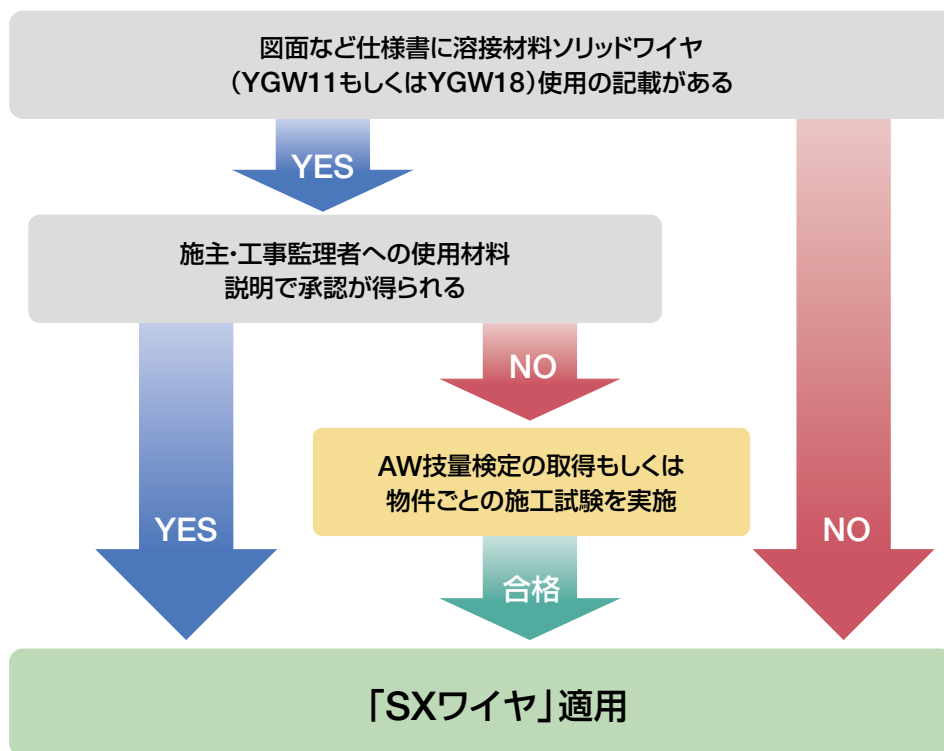 図面など仕様書に溶接材料ソリッドワイヤ
（YGW11もしくはYGW18）使用の記載がある
YES
施主・工事監理者への使用材料
説明で承認が得られる
NO
AW技量検定の取得もしくは
物件ごとの施工試験を実施
YES
NO
合格
「SXワイヤ」適用